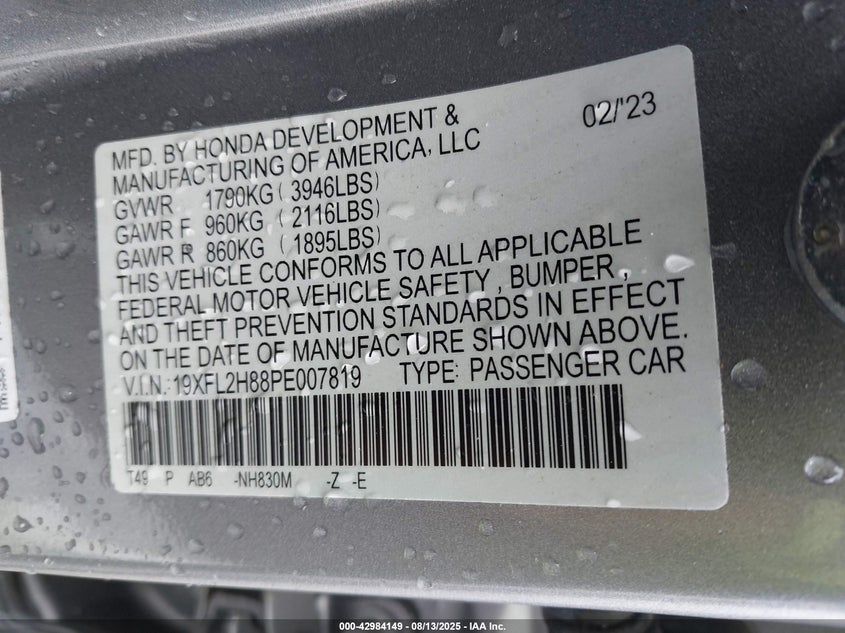 02/'23
MFD. BY HONDA DEVELOPMENT &
MANUFACTURING OF AMERICA, LLC
GVWR 1790KG ( 3946LBS)
GAWR F 960KG ( 2116LBS)
GAWR R 860KG ( 1895LBS)
THIS VEHICLE CONFORMS TO ALL APPLICABLE
FEDERAL MOTOR VEHICLE SAFETY , BUMPER ,
AND THEFT PREVENTION STANDARDS IN EFFECT
ON THE DATE OF MANUFACTURE SHOWN ABOVE.
V.I.N.: 19XFL2H88PE007819 TYPE: PASSENGER CAR
T49 P AB6 -NH830M -Z -E
000-42984149 - 08/13/2025 - IAA Inc.